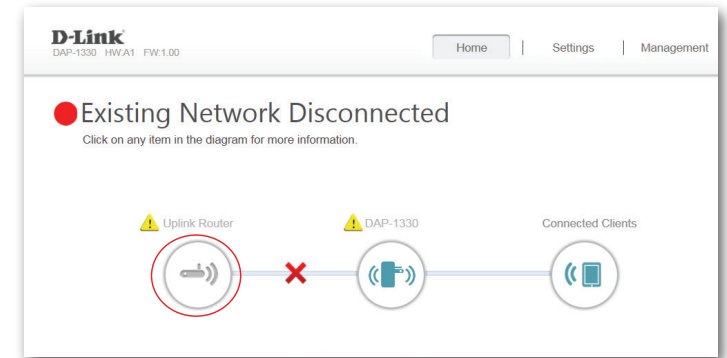 D-Link
DAP-1330 HW:A1 FW:1.00
Home | Settings | Management
Existing Network Disconnected
Click on any item in the diagram for more information.
Uplink Router DAP-1330 Connected Clients